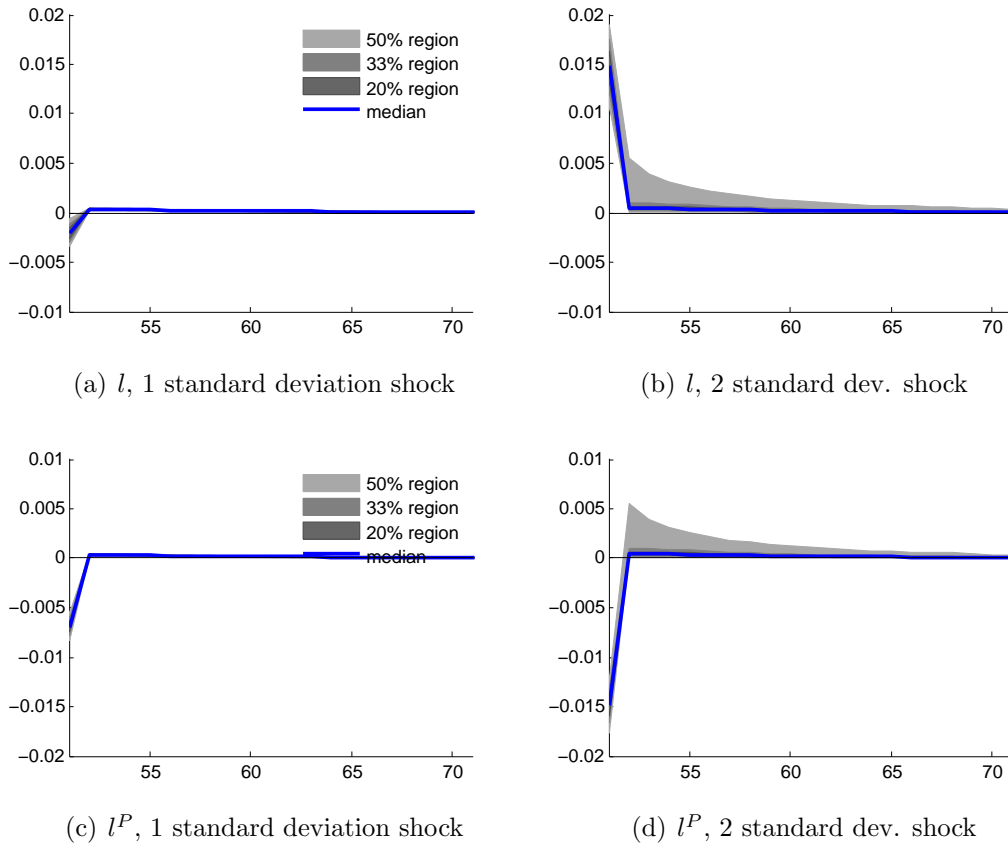 0.02
0.015
0.01
0.005
0
−0.005
−0.01
55 60 65 70
50% region
33% region
20% region
median
(a) l, 1 standard deviation shock
0.02
0.015
0.01
0.005
0
−0.005
−0.01
55 60 65 70
(b) l, 2 standard dev. shock
0.01
0.005
0
−0.005
−0.01
−0.015
−0.02
55 60 65 70
50% region
33% region
20% region
median
(c) l^P, 1 standard deviation shock
0.01
0.005
0
−0.005
−0.01
−0.015
−0.02
55 60 65 70
(d) l^P, 2 standard dev. shock